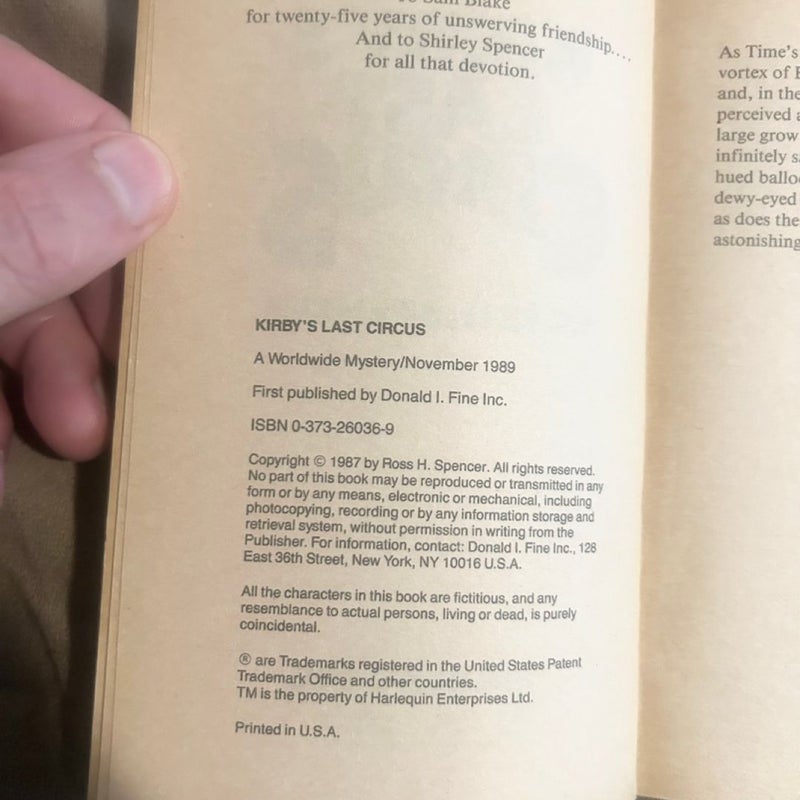 Sam Blake
for twenty-five years of unswerving friendship....
And to Shirley Spencer
for all that devotion.
KIRBY'S LAST CIRCUS
A Worldwide Mystery/November 1989
First published by Donald I. Fine Inc.
ISBN 0-373-26036-9
Copyright © 1987 by Ross H. Spencer. All rights reserved.
No part of this book may be reproduced or transmitted in any
form or by any means, electronic or mechanical, including
photocopying, recording or by any information storage and
retrieval system, without permission in writing from the
Publisher. For information, contact: Donald I. Fine Inc., 128
East 36th Street, New York, NY 10016 U.S.A.
All the characters in this book are fictitious, and any
resemblance to actual persons, living or dead, is purely
coincidental.
® are Trademarks registered in the United States Patent
Trademark Office and other countries.
TM is the property of Harlequin Enterprises Ltd.
Printed in U.S.A.
As Time's
vortex of
and, in the
perceived
large grow
infinitely
hued balloo
dewy-eyed
as does the
astonishing